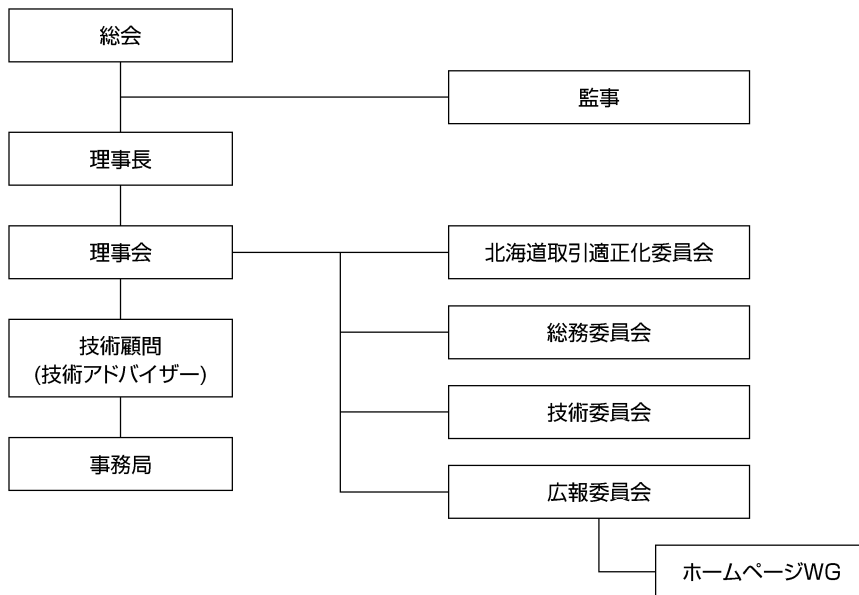 総会
監事
理事長
理事会
北海道取引適正化委員会
総務委員会
技術顧問
(技術アドバイザー)
技術委員会
事務局
広報委員会
ホームページWG